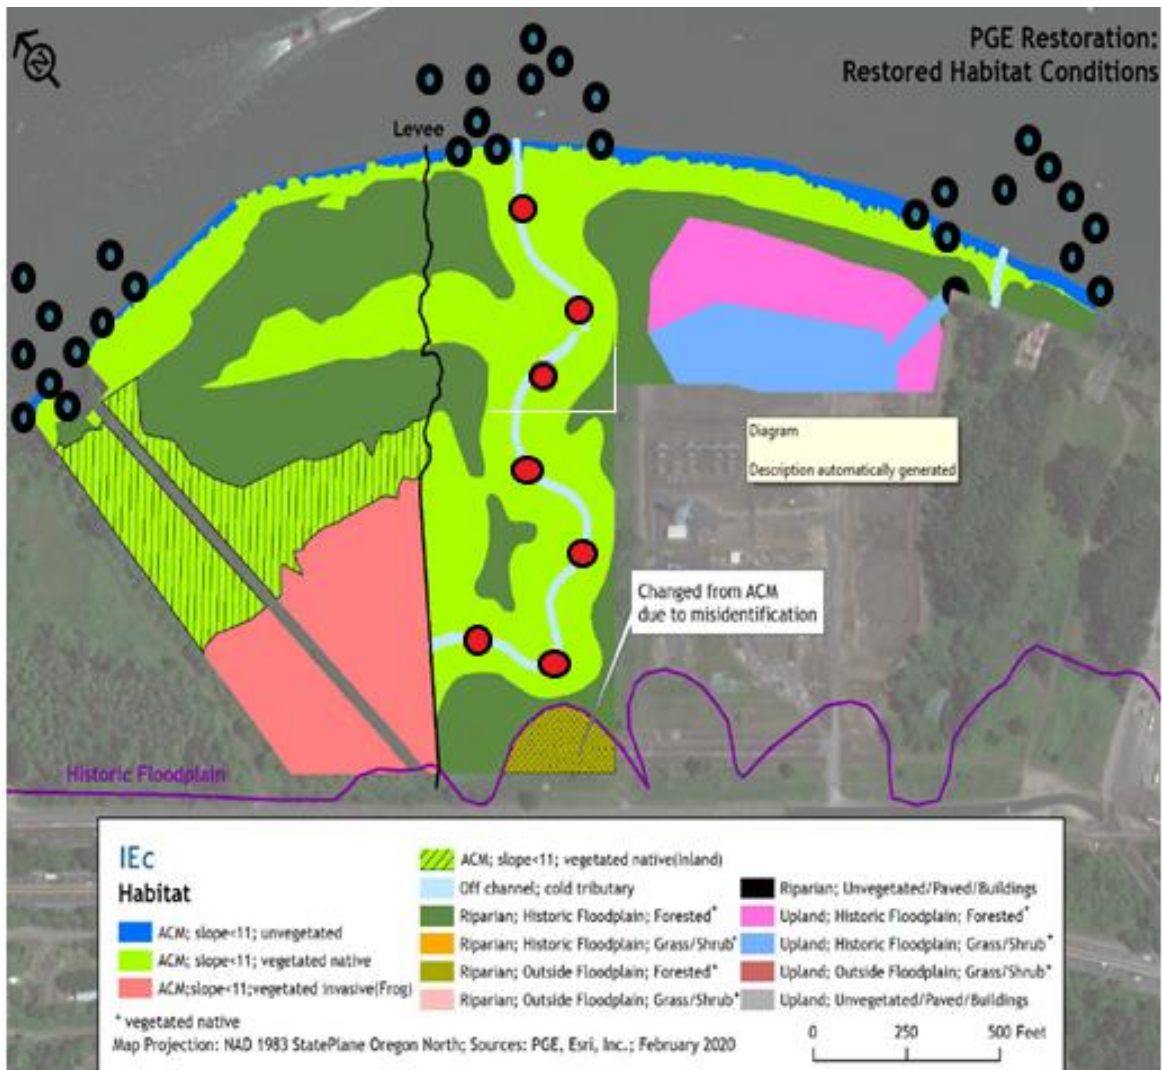 PGE Restoration:
Restored Habitat Conditions
Levee
Diagram
Description automatically generated
Changed from ACM
due to misidentification
Historic Floodplain
IEc
Habitat
ACM; slope<11; unvegetated
ACM; slope<11; vegetated native
ACM;slope<11;vegetated invasive(Frog)
* vegetated native
ACM; slope<11; vegetated native(Inland)
Off channel; cold tributary
Riparian; Historic Floodplain; Forested*
Riparian; Historic Floodplain; Grass/Shrub*
Riparian; Outside Floodplain; Forested*
Riparian; Outside Floodplain; Grass/Shrub*
Riparian; Unvegetated/Paved/Buildings
Upland; Historic Floodplain; Forested*
Upland; Historic Floodplain; Grass/Shrub*
Upland; Outside Floodplain; Grass/Shrub*
Upland; Unvegetated/Paved/Buildings
Map Projection: NAD 1983 StatePlane Oregon North; Sources: PGE, Esri, Inc.; February 2020
0 250 500 Feet